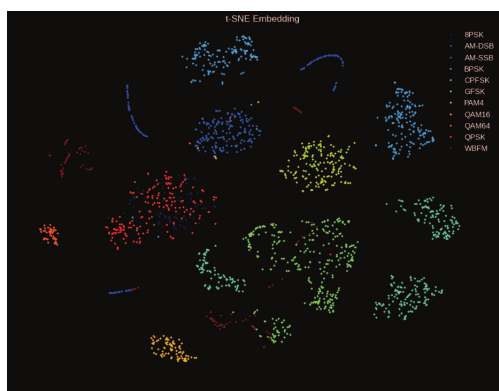 t-SNE Embedding
8PSK
AM-DSB
AM-SSB
BPSK
CPFSK
GFSK
PAM4
QAM16
QAM64
QPSK
WBFM